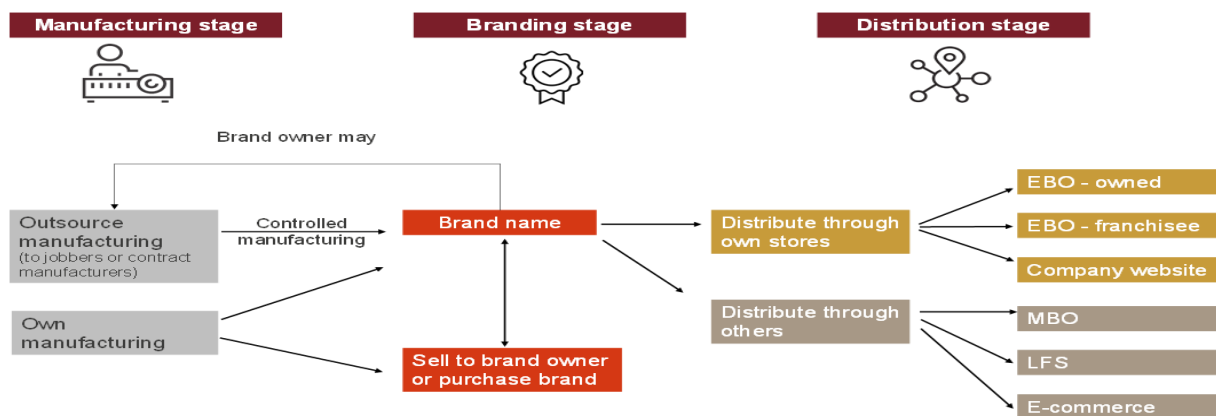 Manufacturing stage
Branding stage
Distribution stage
Brand owner may
Outsource
manufacturing
(to jobbers or contract
manufacturers)
Controlled
manufacturing
Brand name
Distribute through
own stores
EBO - owned
EBO - franchisee
Company website
Own
manufacturing
Sell to brand owner
or purchase brand
Distribute through
others
MBO
LFS
E-commerce